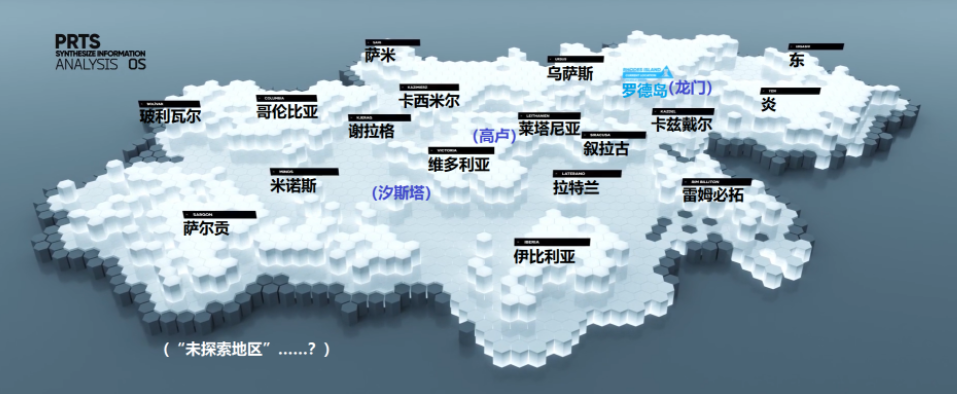 PRTS
SYNTHESIZE INFORMATION
ANALYSIS OS
SAMI
萨米
URSUS
乌萨斯
东
RHODES ISLAND
罗德岛
(龙门)
YEN
炎
BOLIVAR
玻利瓦尔
COLUMBIA
哥伦比亚
KAZIMIERZ
卡西米尔
KJERAG
谢拉格
(高卢)
LEITHANIEN
莱塔尼亚
SIRACUSA
叙拉古
KAZDEL
卡兹戴尔
VICTORIA
维多利亚
MINOS
米诺斯
(汐斯塔)
LATERANO
拉特兰
RIM BILLITON
雷姆必拓
SARGON
萨尔贡
IBERIA
伊比利亚
(“未探索地区”……?)